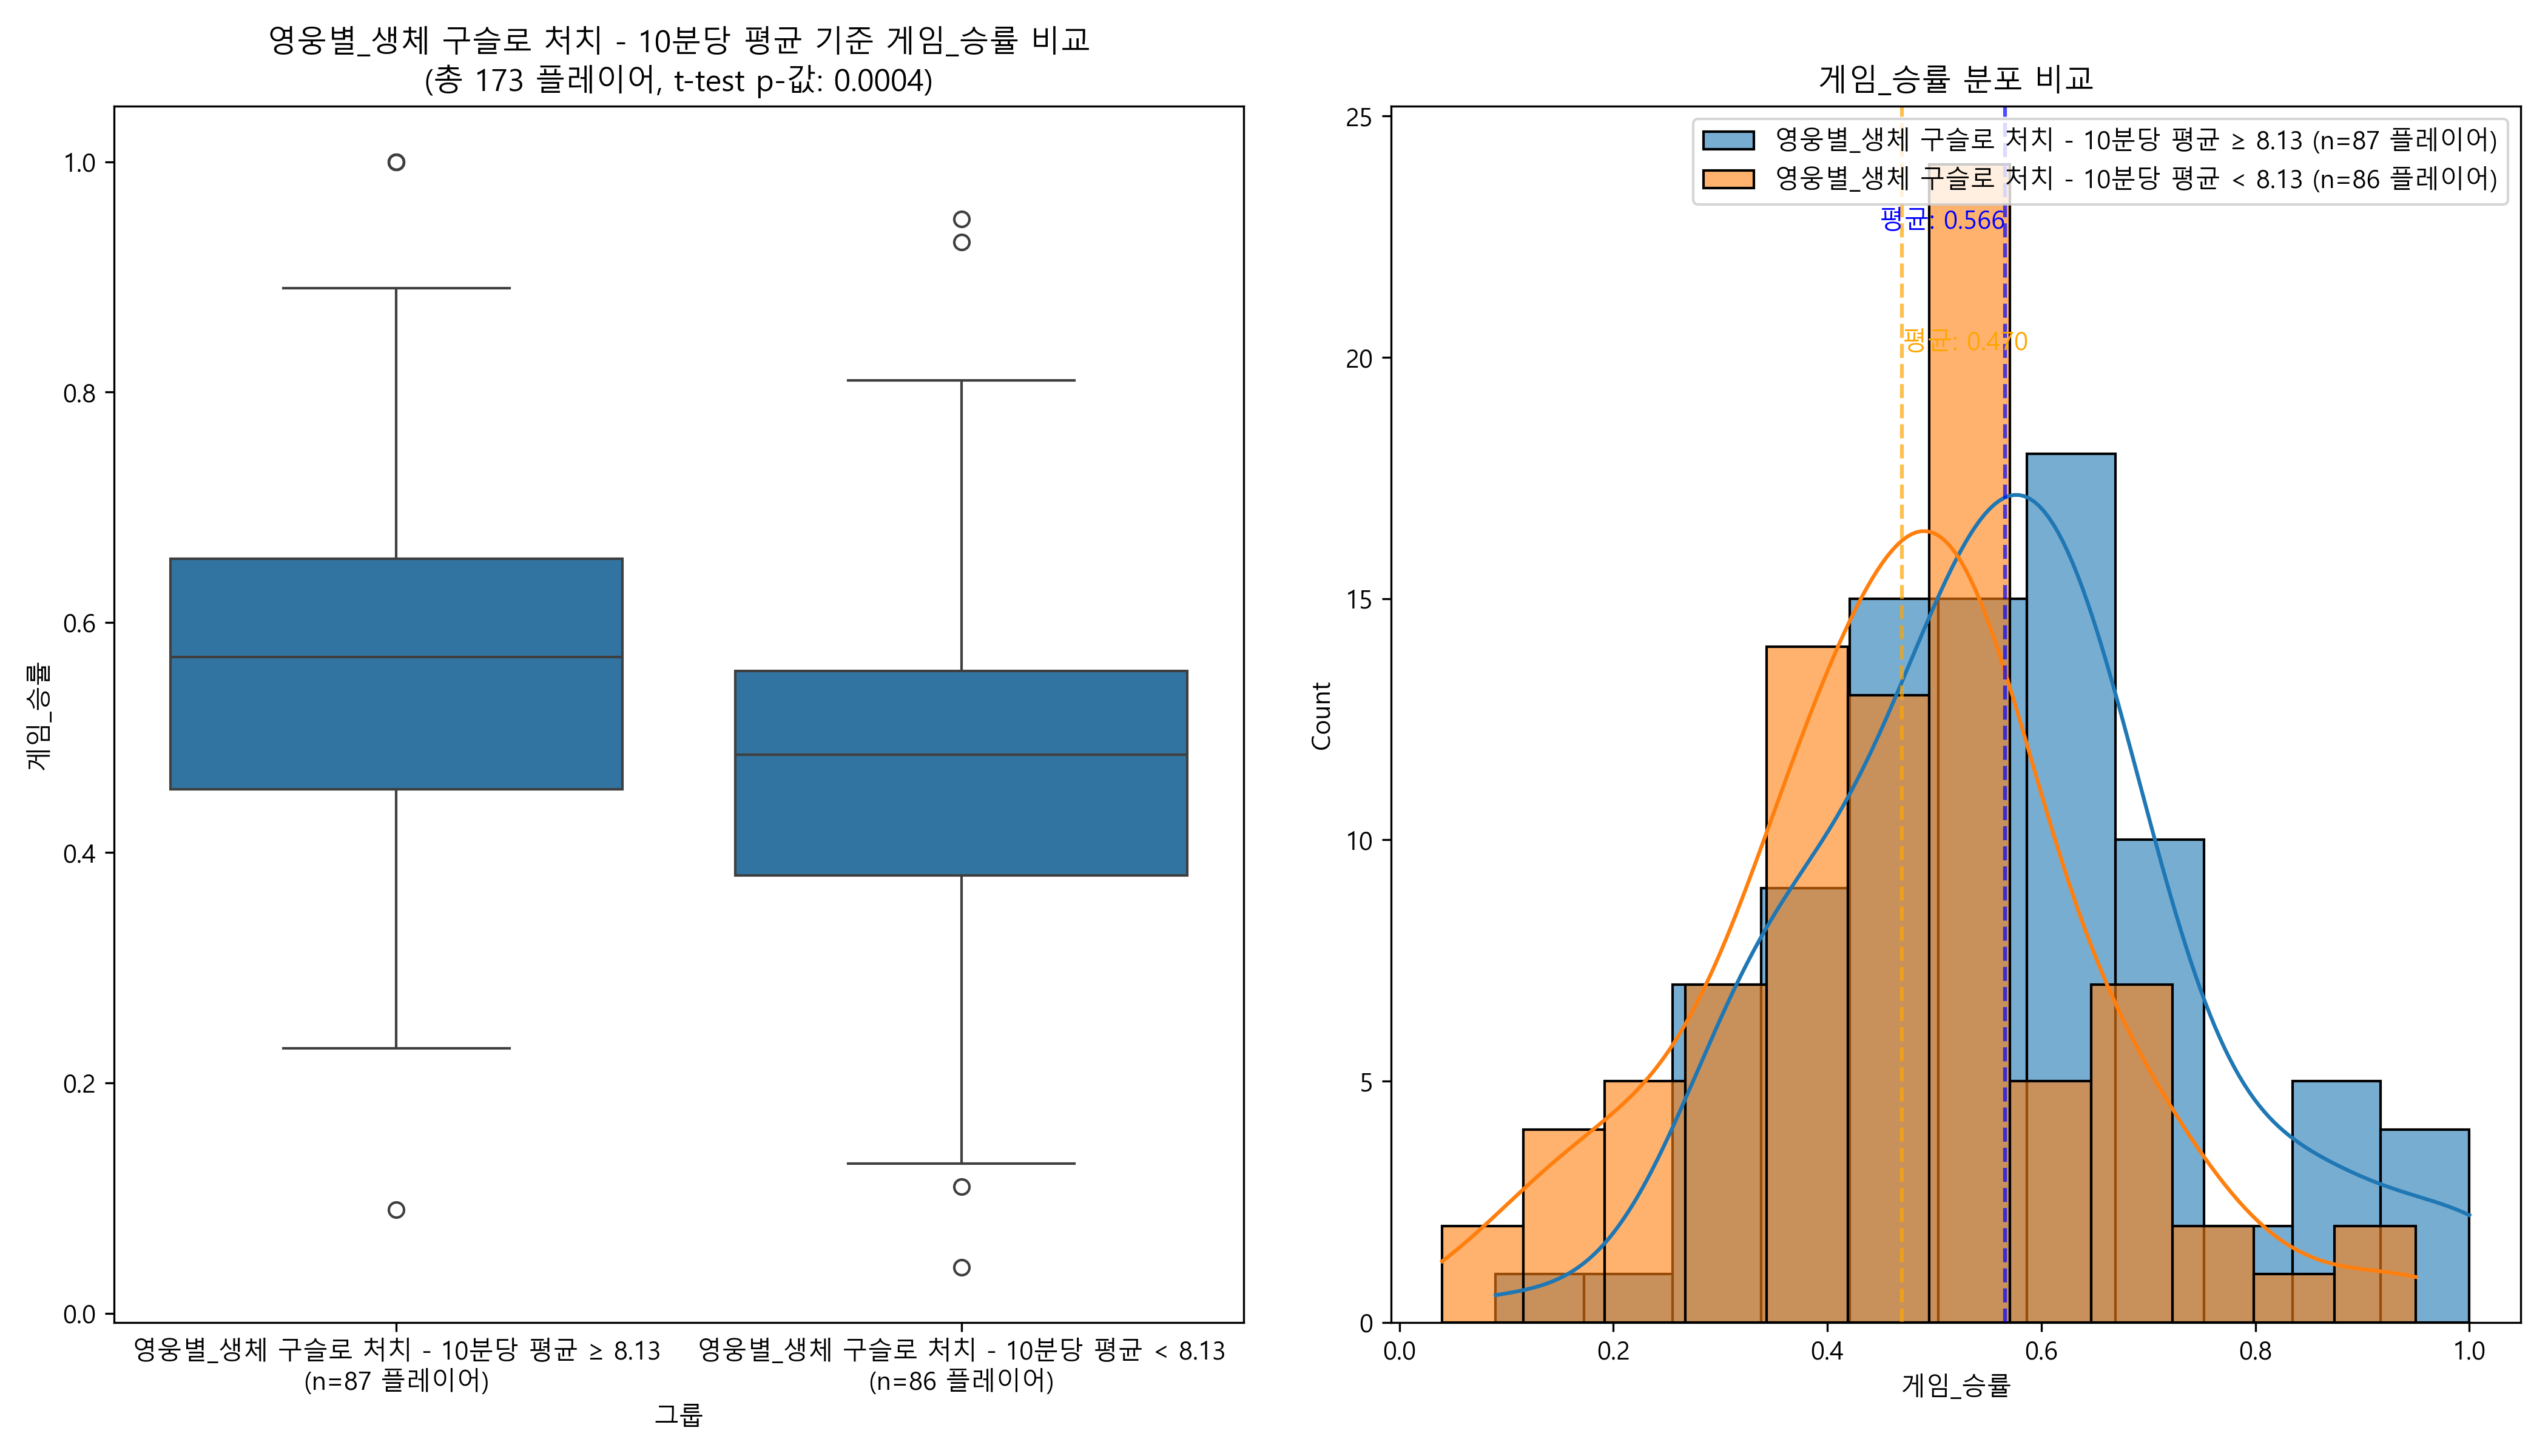 영웅별_생체 구슬로 처치 - 10분당 평균 기준 게임_승률 비교
(총 173 플레이어, t-test p-값: 0.0004)
게임_승률
1.0
0.8
0.6
0.4
0.2
0.0
영웅별_생체 구슬로 처치 - 10분당 평균 ≥ 8.13
(n=87 플레이어)
영웅별_생체 구슬로 처치 - 10분당 평균 < 8.13
(n=86 플레이어)
그룹
게임_승률 분포 비교
영웅별_생체 구슬로 처치 - 10분당 평균 ≥ 8.13 (n=87 플레이어)
영웅별_생체 구슬로 처치 - 10분당 평균 < 8.13 (n=86 플레이어)
평균: 0.566
평균: 0.470
Count
25
20
15
10
5
0
0.0
0.2
0.4
0.6
0.8
1.0
게임_승률